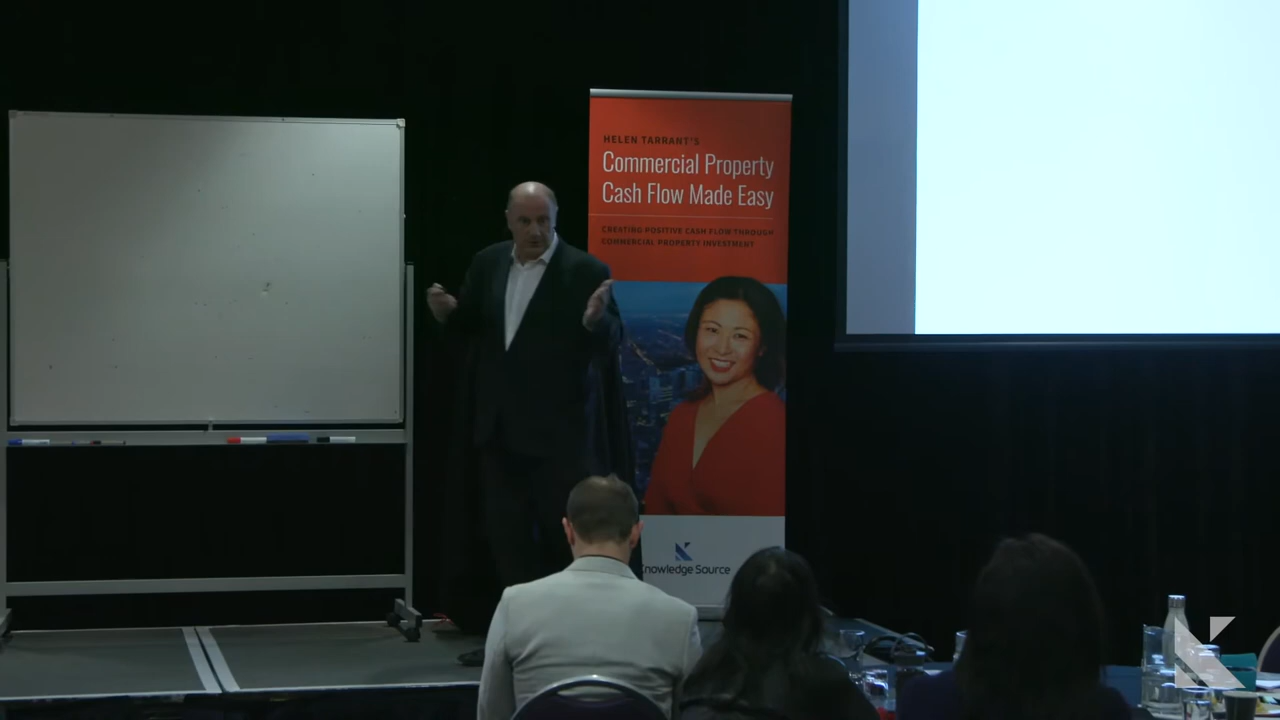 HELEN TARRANT'S
Commercial Property
Cash Flow Made Easy
CREATING POSITIVE CASH FLOW THROUGH
COMMERCIAL PROPERTY INVESTMENT
Knowledge Source